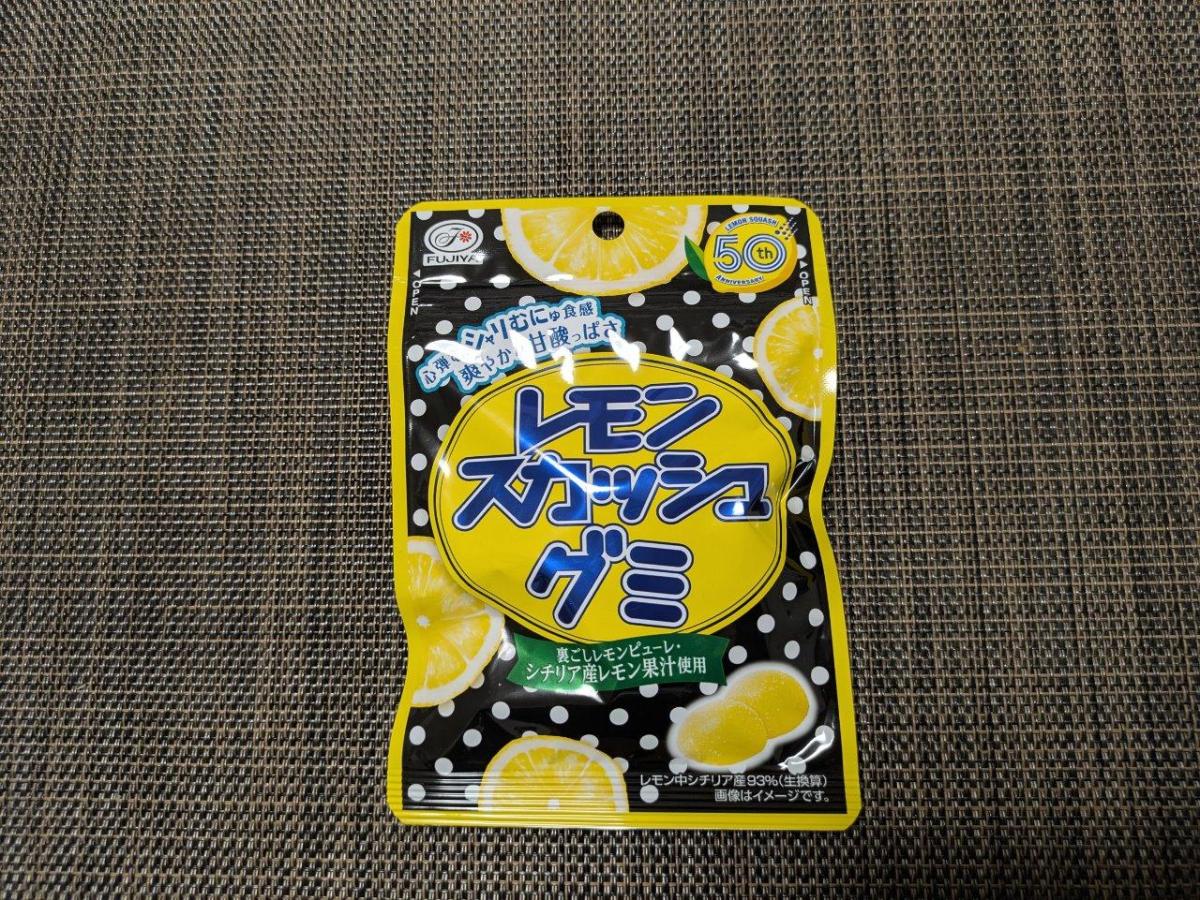 FUJIYA
LEMON SQUASH
50th
ANNIVERSARY!
OPEN
OPEN
シャリむにゅ食感
爽やか 甘酸っぱさ
レモン
スカッシュ
グミ
裏ごしレモンピューレ・
シチリア産レモン果汁使用
レモン中シチリア産93%(生換算)
画像はイメージです。